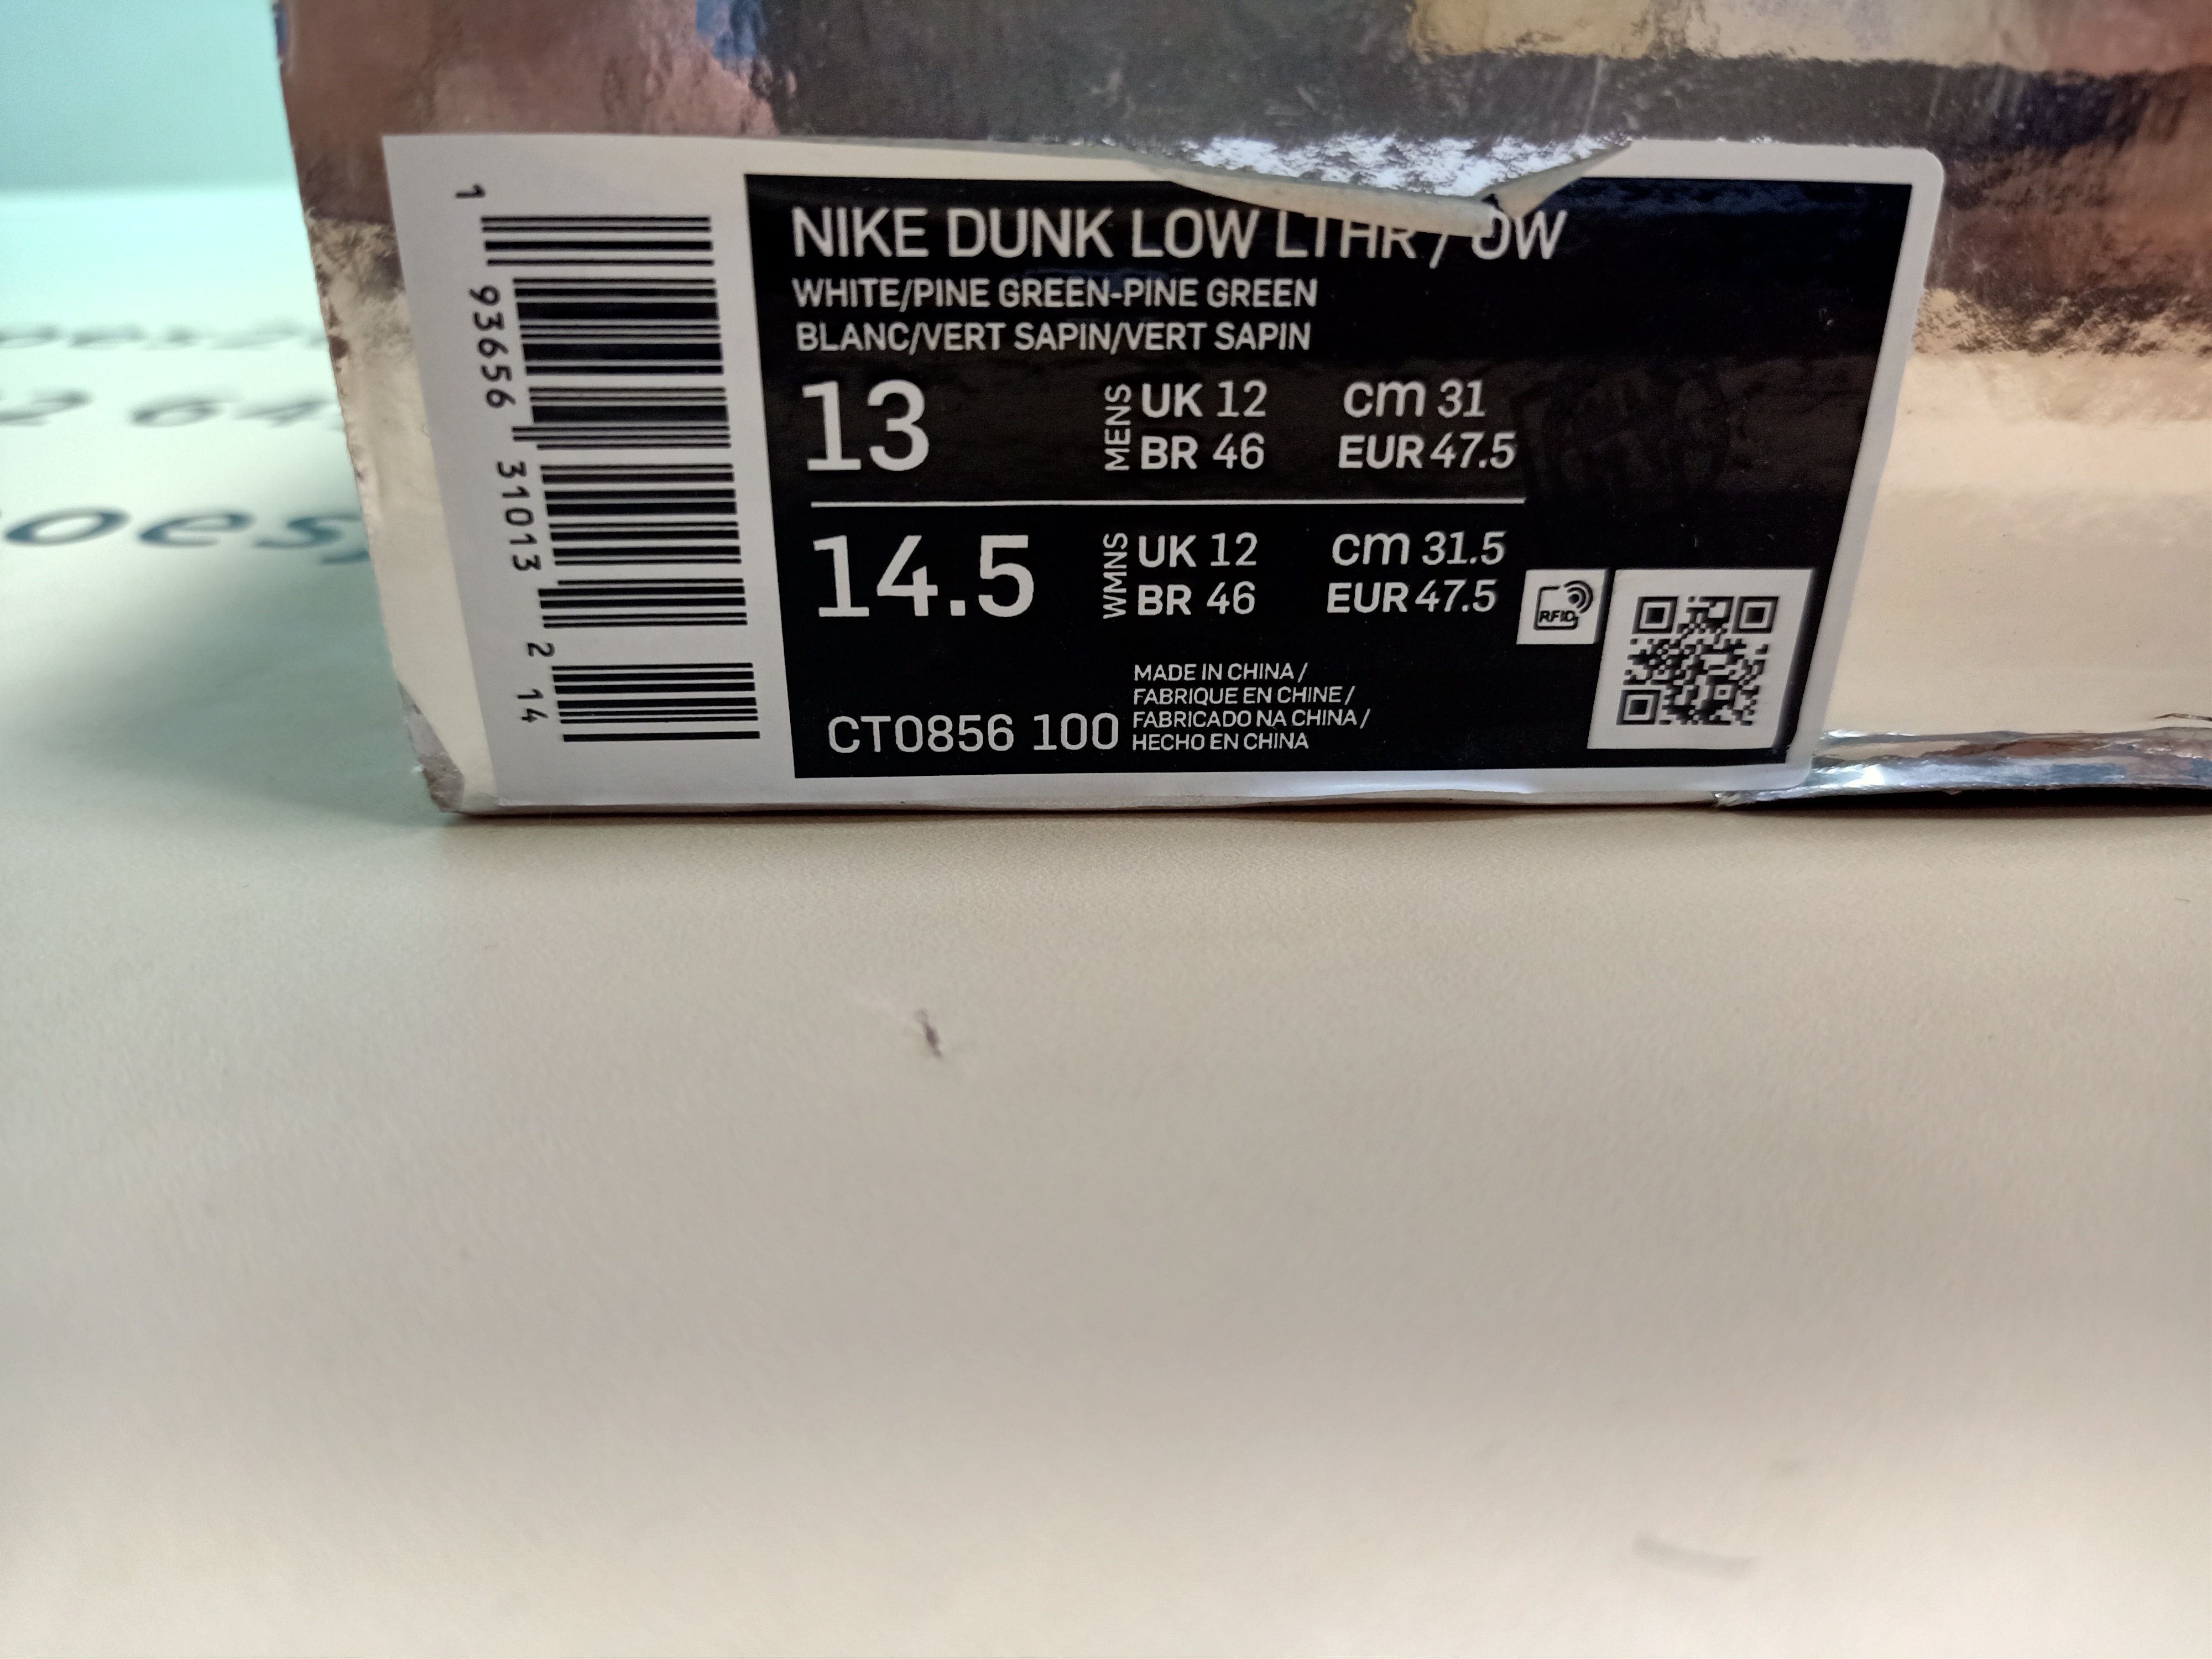 NIKE DUNK LOW LTHR / OW
WHITE/PINE GREEN-PINE GREEN
BLANC/VERT SAPIN/VERT SAPIN
13 MENS UK 12 cm 31
BR 46 EUR 47.5
14.5 WMNS UK 12 cm 31.5
BR 46 EUR 47.5
RFID
CT0856 100
MADE IN CHINA /
FABRIQUE EN CHINE /
FABRICADO NA CHINA /
HECHO EN CHINA
1 93656 31013 2 14